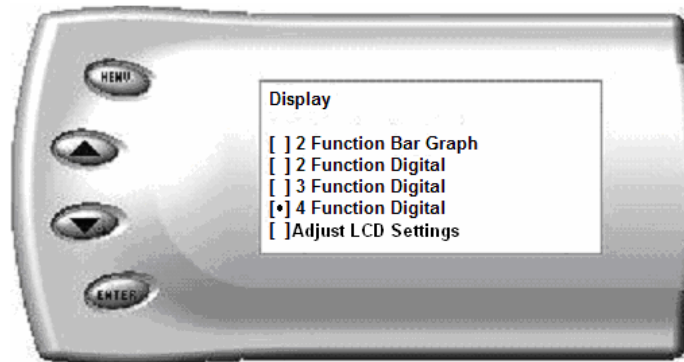 MENU
Display
[ ] 2 Function Bar Graph
[ ] 2 Function Digital
[ ] 3 Function Digital
[•] 4 Function Digital
[ ]Adjust LCD Settings
ENTER